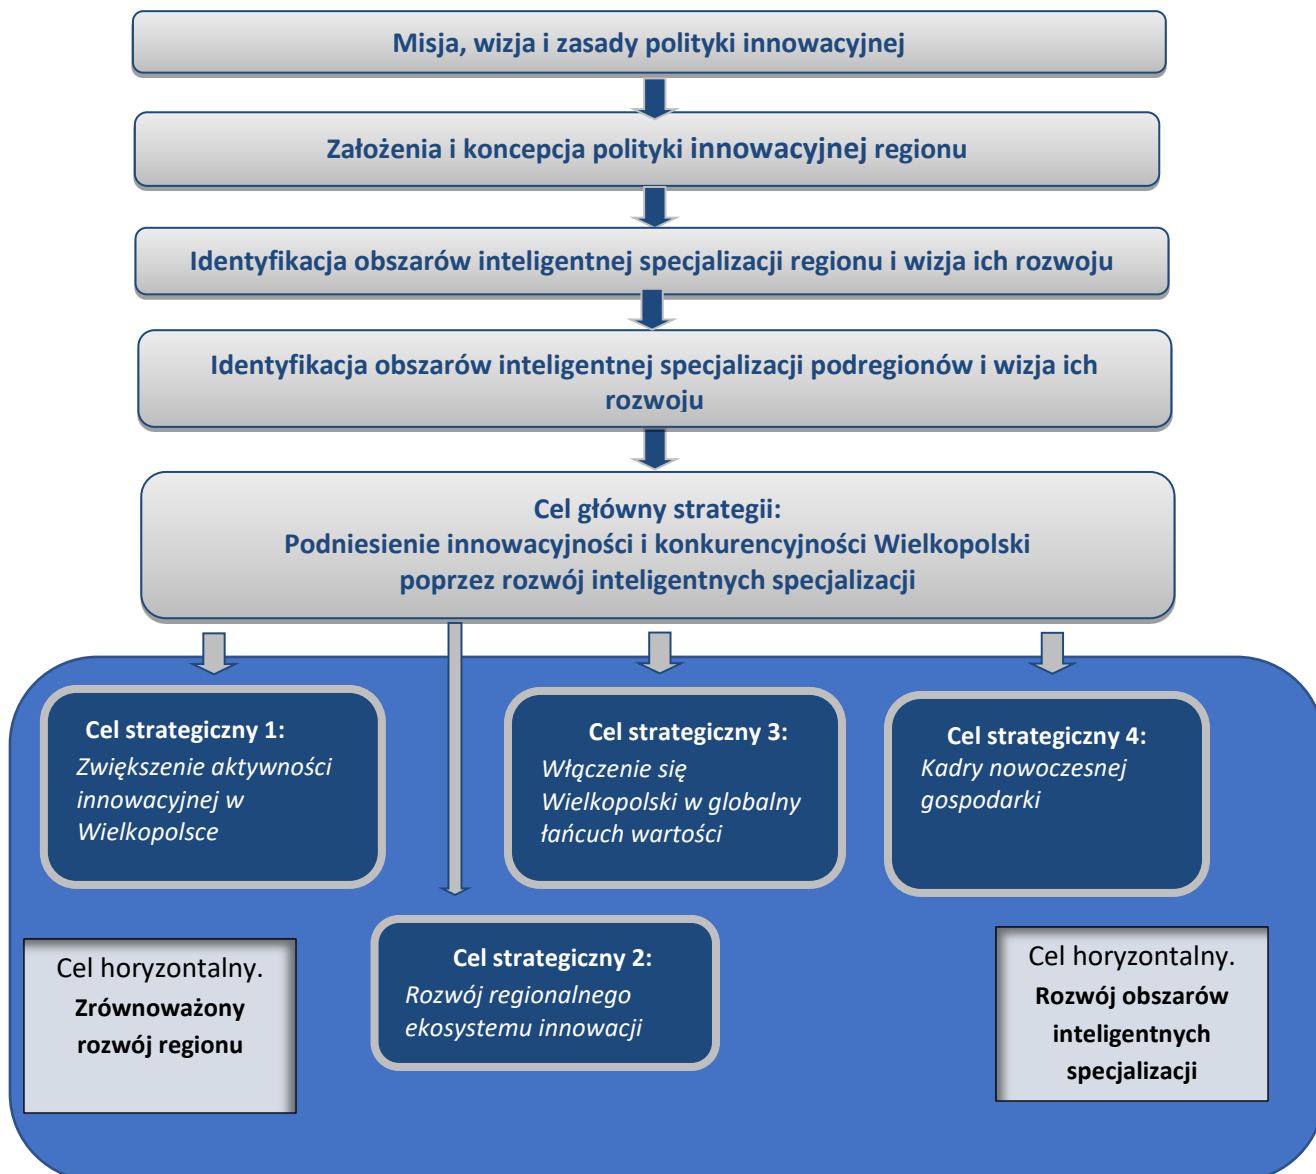 Misja, wizja i zasady polityki innowacyjnej
Założenia i koncepcja polityki innowacyjnej regionu
Identyfikacja obszarów inteligentnej specjalizacji regionu i wizja ich rozwoju
Identyfikacja obszarów inteligentnej specjalizacji podregionów i wizja ich
rozwoju
Cel główny strategii:
Podniesienie innowacyjności i konkurencyjności Wielkopolski
poprzez rozwój inteligentnych specjalizacji
Cel strategiczny 1:
Zwiększenie aktywności
innowacyjnej w
Wielkopolsce
Cel strategiczny 3:
Włączenie się
Wielkopolski w globalny
łańcuch wartości
Cel strategiczny 4:
Kadry nowoczesnej
gospodarki
Cel horyzontalny.
Zrównoważony
rozwój regionu
Cel strategiczny 2:
Rozwój regionalnego
ekosystemu innowacji
Cel horyzontalny.
Rozwój obszarów
inteligentnych
specjalizacji